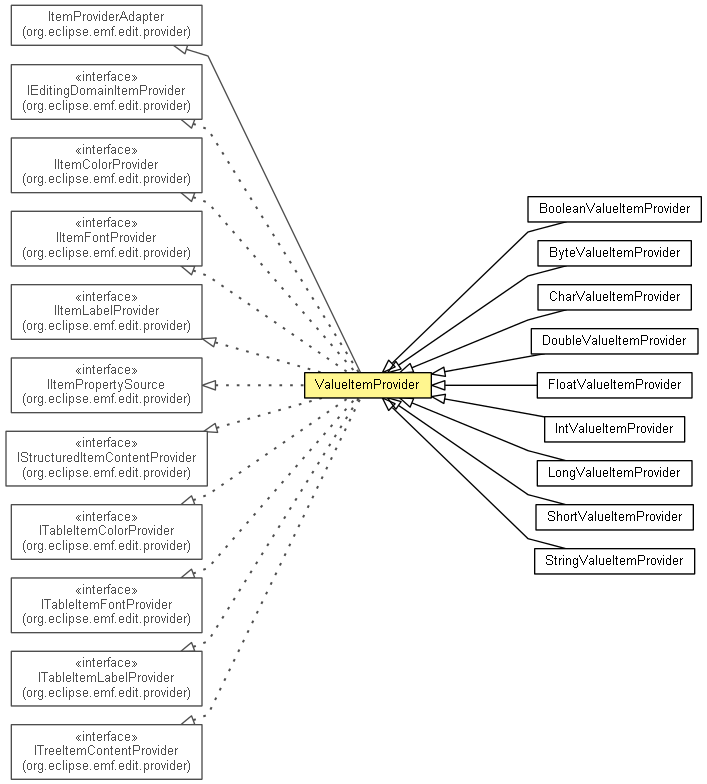 ItemProviderAdapter
(org.eclipse.emf.edit.provider)
«interface»
IEditingDomainItemProvider
(org.eclipse.emf.edit.provider)
«interface»
IItemColorProvider
(org.eclipse.emf.edit.provider)
«interface»
IItemFontProvider
(org.eclipse.emf.edit.provider)
«interface»
IItemLabelProvider
(org.eclipse.emf.edit.provider)
«interface»
IItemPropertySource
(org.eclipse.emf.edit.provider)
«interface»
IStructuredItemContentProvider
(org.eclipse.emf.edit.provider)
«interface»
ITableItemColorProvider
(org.eclipse.emf.edit.provider)
«interface»
ITableItemFontProvider
(org.eclipse.emf.edit.provider)
«interface»
ITableItemLabelProvider
(org.eclipse.emf.edit.provider)
«interface»
ITreeItemContentProvider
(org.eclipse.emf.edit.provider)
ValueItemProvider
BooleanValueItemProvider
ByteValueItemProvider
CharValueItemProvider
DoubleValueItemProvider
FloatValueItemProvider
IntValueItemProvider
LongValueItemProvider
ShortValueItemProvider
StringValueItemProvider